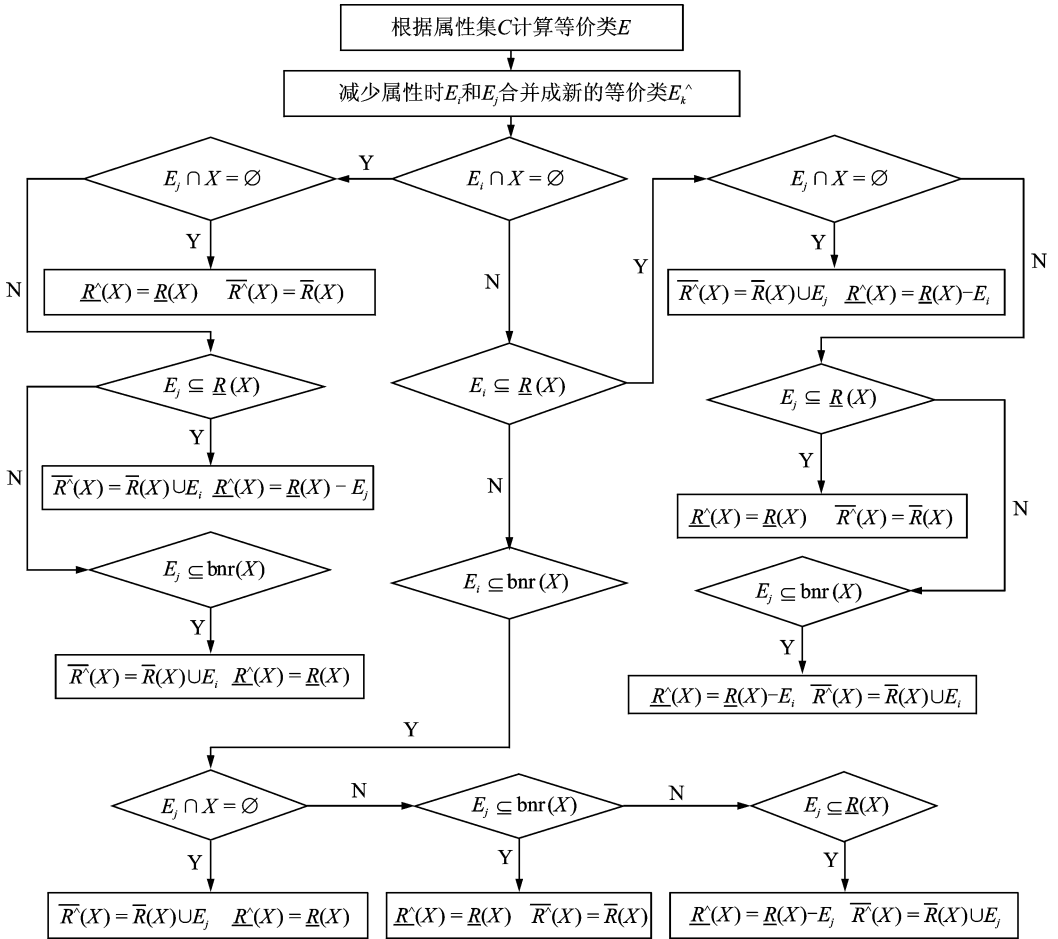 根据属性集C计算等价类E
减少属性时Eᵢ和Eⱼ合并成新的等价类Eₖ^
Eⱼ ∩ X = ∅
Y
Eᵢ ∩ X = ∅
Eⱼ ∩ X = ∅
Y
N
Y
Y
N
N
R̲^(X) = R̲(X) R̅^(X) = R̅(X)
R̅^(X) = R̅(X)∪Eⱼ R̲^(X) = R̲(X)−Eᵢ
Eⱼ ⊆ R̲(X)
Eᵢ ⊆ R̲(X)
Eⱼ ⊆ R̲(X)
Y
Y
N
N
N
R̅^(X) = R̅(X)∪Eᵢ R̲^(X) = R̲(X) − Eⱼ
R̲^(X) = R̲(X) R̅^(X) = R̅(X)
Eⱼ ⊆ bnr(X)
Eᵢ ⊆ bnr(X)
Eⱼ ⊆ bnr(X)
Y
Y
R̅^(X) = R̅(X)∪Eᵢ R̲^(X) = R̲(X)
R̲^(X) = R̲(X)−Eᵢ R̅^(X) = R̅(X)∪Eᵢ
Y
Eⱼ ∩ X = ∅
N
Eⱼ ⊆ bnr(X)
N
Eⱼ ⊆ R̲(X)
Y
Y
Y
R̅^(X) = R̅(X)∪Eⱼ R̲^(X) = R̲(X)
R̲^(X) = R̲(X) R̅^(X) = R̅(X)
R̲^(X) = R̲(X)−Eⱼ R̅^(X) = R̅(X)∪Eⱼ